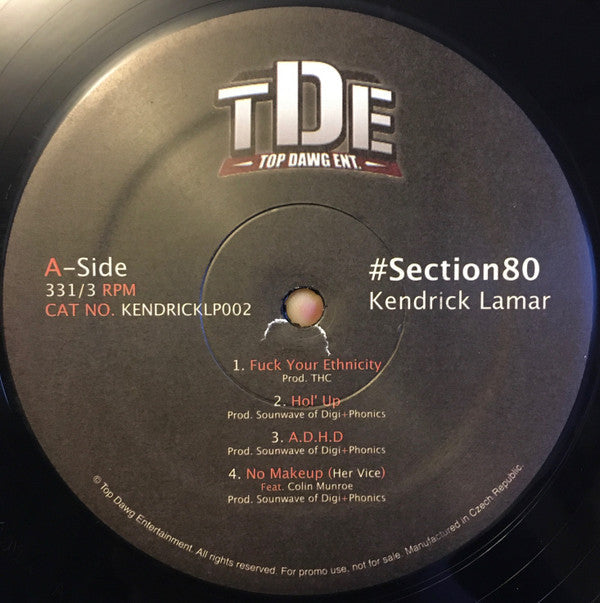 TDE
TOP DAWG ENT.
A-Side
331/3 RPM
CAT NO. KENDRICKLP002
#Section80
Kendrick Lamar
1. Fuck Your Ethnicity
Prod. THC
2. Hol' Up
Prod. Sounwave of Digi+Phonics
3. A.D.H.D
Prod. Sounwave of Digi+Phonics
4. No Makeup (Her Vice)
Feat. Colin Munroe
Prod. Sounwave of Digi+Phonics
© Top Dawg Entertainment. All rights reserved. For promo use, not for sale. Manufactured in Czech Republic.